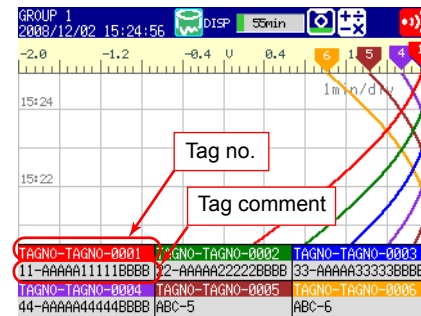 GROUP 1
2008/12/02 15:24:56 DISP 55min
-2.0 -1.2 -0.4 V 0.4 6 1. 5 4 1
1min/div
15:24
Tag no.
15:22
Tag comment
TAGNO-TAGNO-0001 TAGNO-TAGNO-0002 TAGNO-TAGNO-0003
11-AAAAA11111BBBB 22-AAAAA22222BBBB 33-AAAAA33333BBBB
TAGNO-TAGNO-0004 TAGNO-TAGNO-0005 TAGNO-TAGNO-0006
44-AAAAA44444BBBB ABC-5 ABC-6